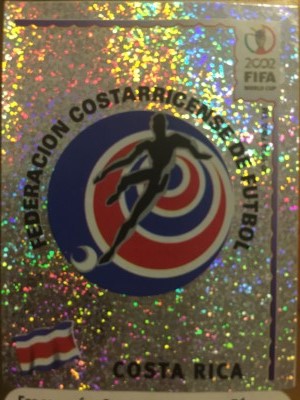 2002
FIFA
WORLD CUP
FEDERACION COSTARRICENSE DE FUTBOL
COSTA RICA